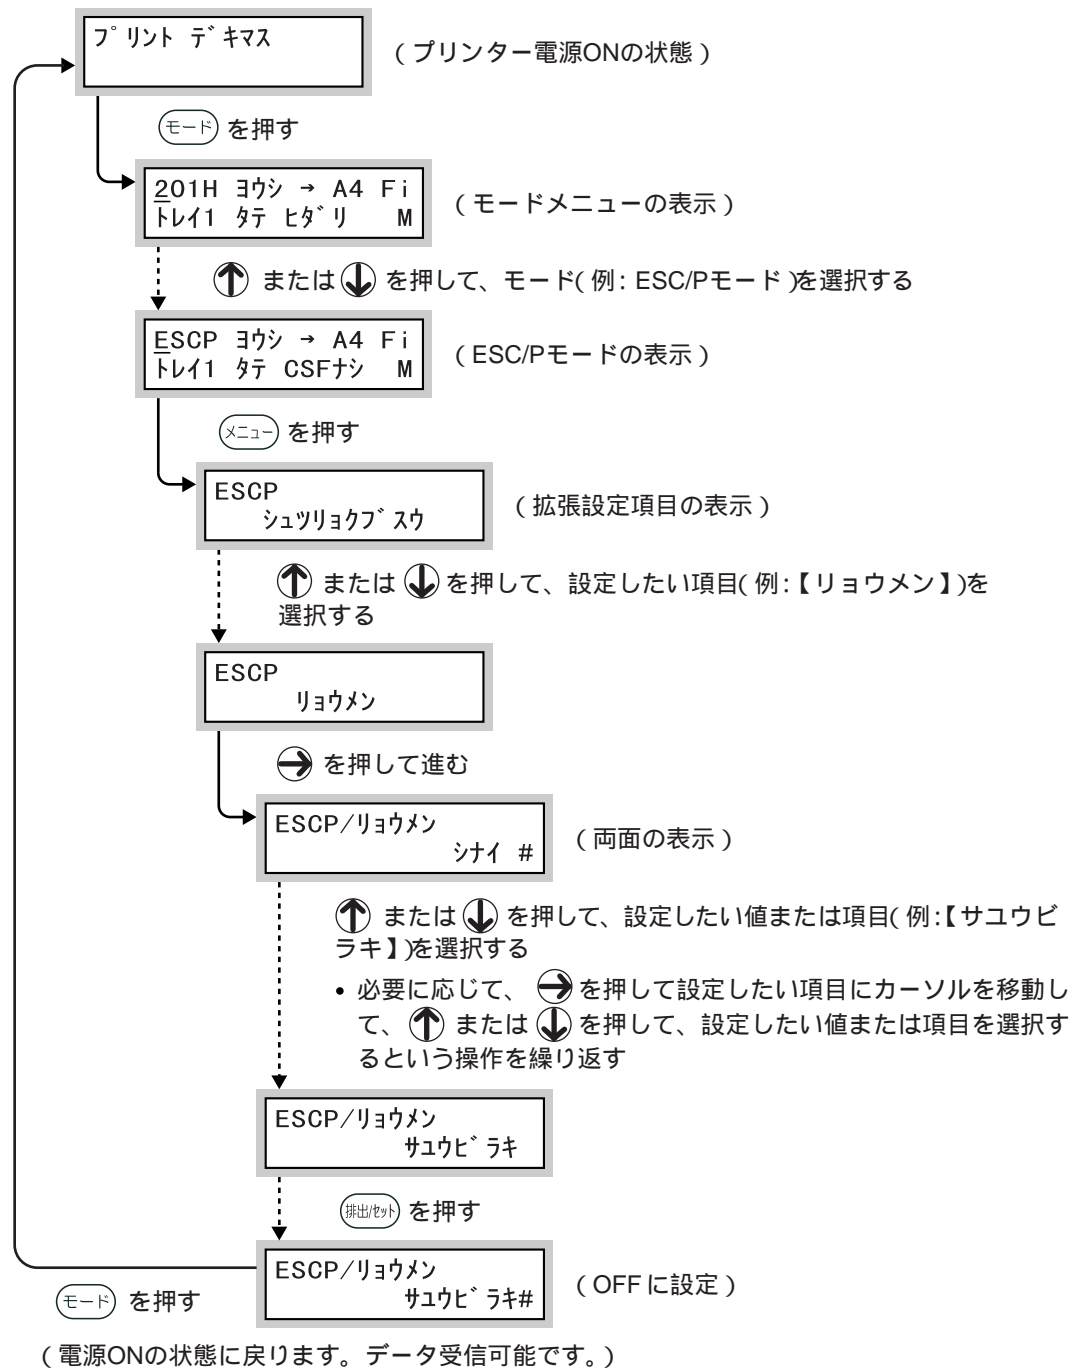 プリント デキマス
(プリンター電源ONの状態)
モード を押す
201H ヨウシ → A4 Fi
トレイ1 タテ ヒダリ M
(モードメニューの表示)
↑ または ↓ を押して、モード(例:ESC/Pモード)を選択する
ESCP ヨウシ → A4 Fi
トレイ1 タテ CSFナシ M
(ESC/Pモードの表示)
メニュー を押す
ESCP
シュツリョクブスウ
(拡張設定項目の表示)
↑ または ↓ を押して、設定したい項目(例:【リョウメン】)を
選択する
ESCP
リョウメン
→ を押して進む
ESCP/リョウメン
シナイ #
(両面の表示)
↑ または ↓ を押して、設定したい値または項目(例:【サユウビ
ラキ】)を選択する
• 必要に応じて、 → を押して設定したい項目にカーソルを移動し
て、 ↑ または ↓ を押して、設定したい値または項目を選択す
るという操作を繰り返す
ESCP/リョウメン
サユウビラキ
排出/セット を押す
ESCP/リョウメン
サユウビラキ#
(OFFに設定)
モード を押す
(電源ONの状態に戻ります。データ受信可能です。)